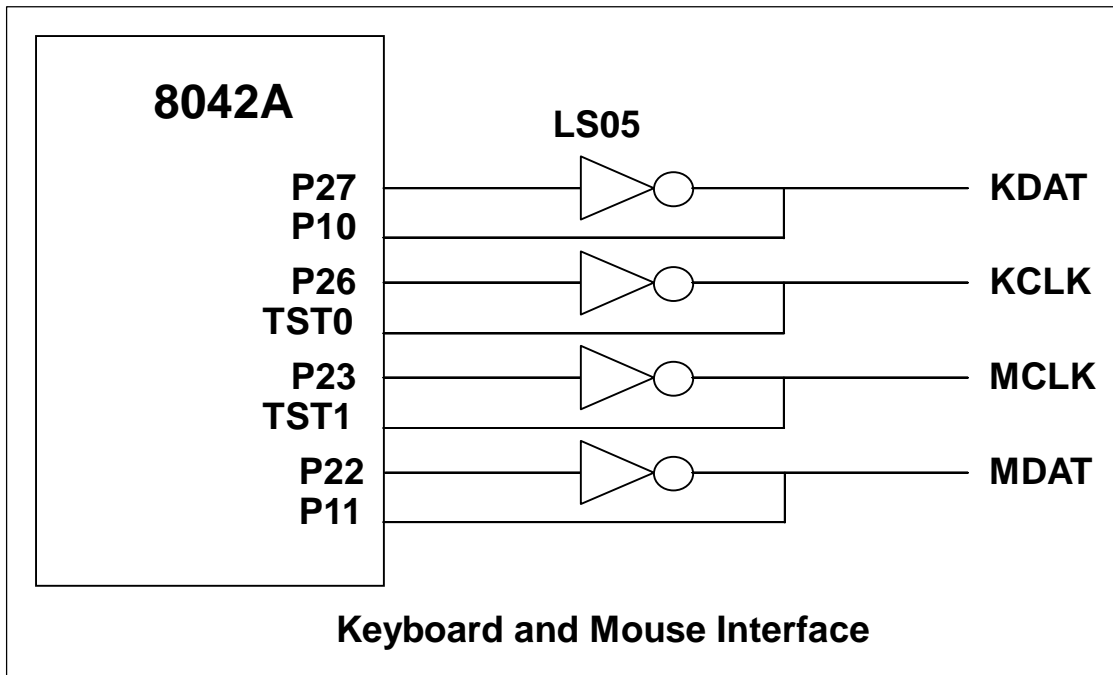 8042A
LS05
P27
KDAT
P10
P26
KCLK
TST0
P23
MCLK
TST1
P22
MDAT
P11
Keyboard and Mouse Interface